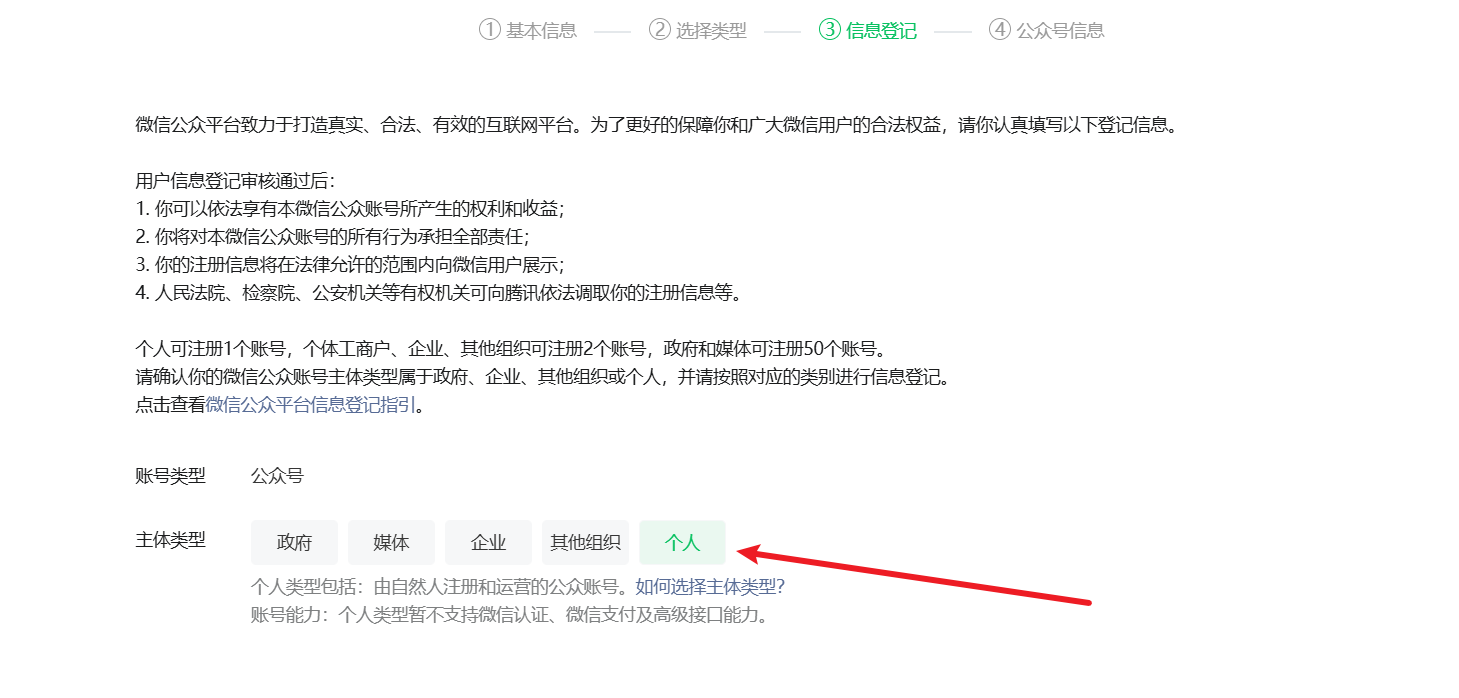 ① 基本信息 ② 选择类型 ③ 信息登记 ④ 公众号信息
微信公众平台致力于打造真实、合法、有效的互联网平台。为了更好的保障你和广大微信用户的合法权益，请你认真填写以下登记信息。
用户信息登记审核通过后：
1. 你可以依法享有本微信公众账号所产生的权利和收益；
2. 你将对本微信公众账号的所有行为承担全部责任；
3. 你的注册信息将在法律允许的范围内向微信用户展示；
4. 人民法院、检察院、公安机关等有权机关可向腾讯依法调取你的注册信息等。
个人可注册1个账号，个体工商户、企业、其他组织可注册2个账号，政府和媒体可注册50个账号。
请确认你的微信公众账号主体类型属于政府、企业、其他组织或个人，并请按照对应的类别进行信息登记。
点击查看微信公众平台信息登记指引。
账号类型 公众号
主体类型 政府 媒体 企业 其他组织 个人
个人类型包括：由自然人注册和运营的公众账号。如何选择主体类型？
账号能力：个人类型暂不支持微信认证、微信支付及高级接口能力。